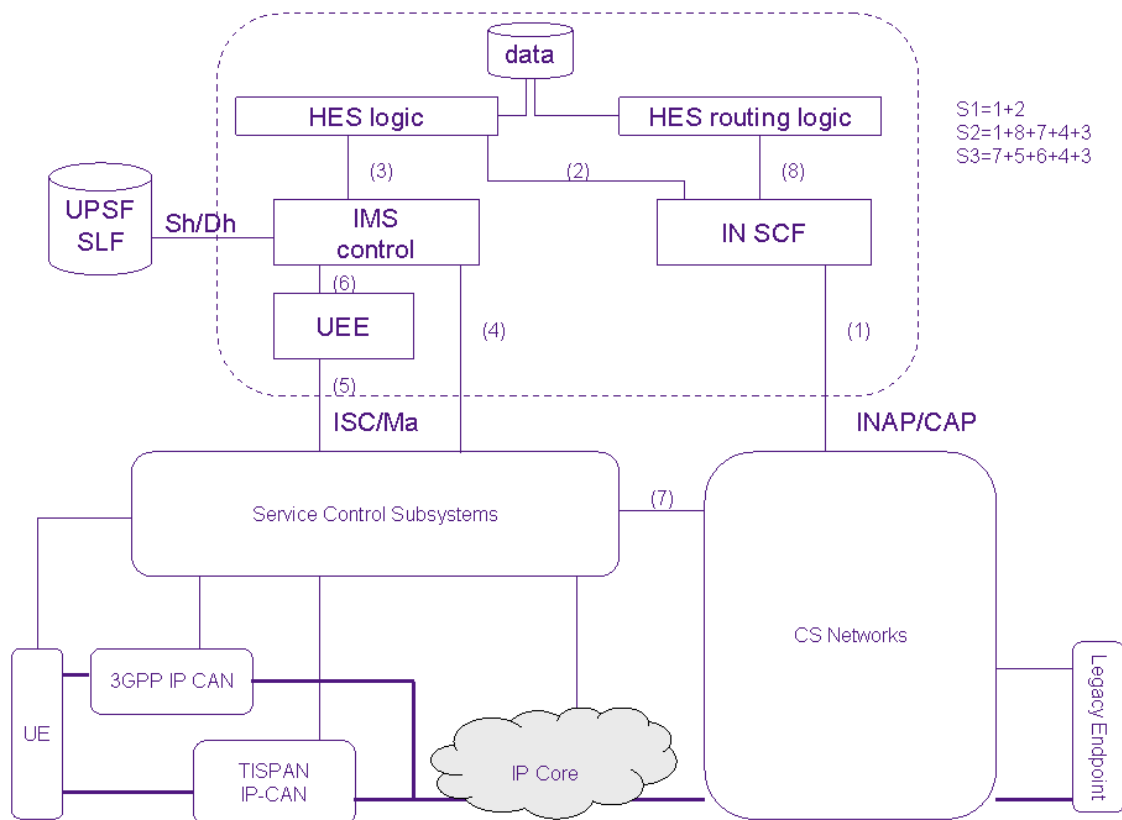 data
HES logic
HES routing logic
S1=1+2
S2=1+8+7+4+3
S3=7+5+6+4+3
(3)
(2)
(8)
UPSF
SLF
Sh/Dh
IMS
control
IN SCF
(6)
UEE
(4)
(1)
(5)
ISC/Ma
INAP/CAP
Service Control Subsystems
(7)
CS Networks
3GPP IP CAN
UE
Legacy Endpoint
TISPAN
IP-CAN
IP Core